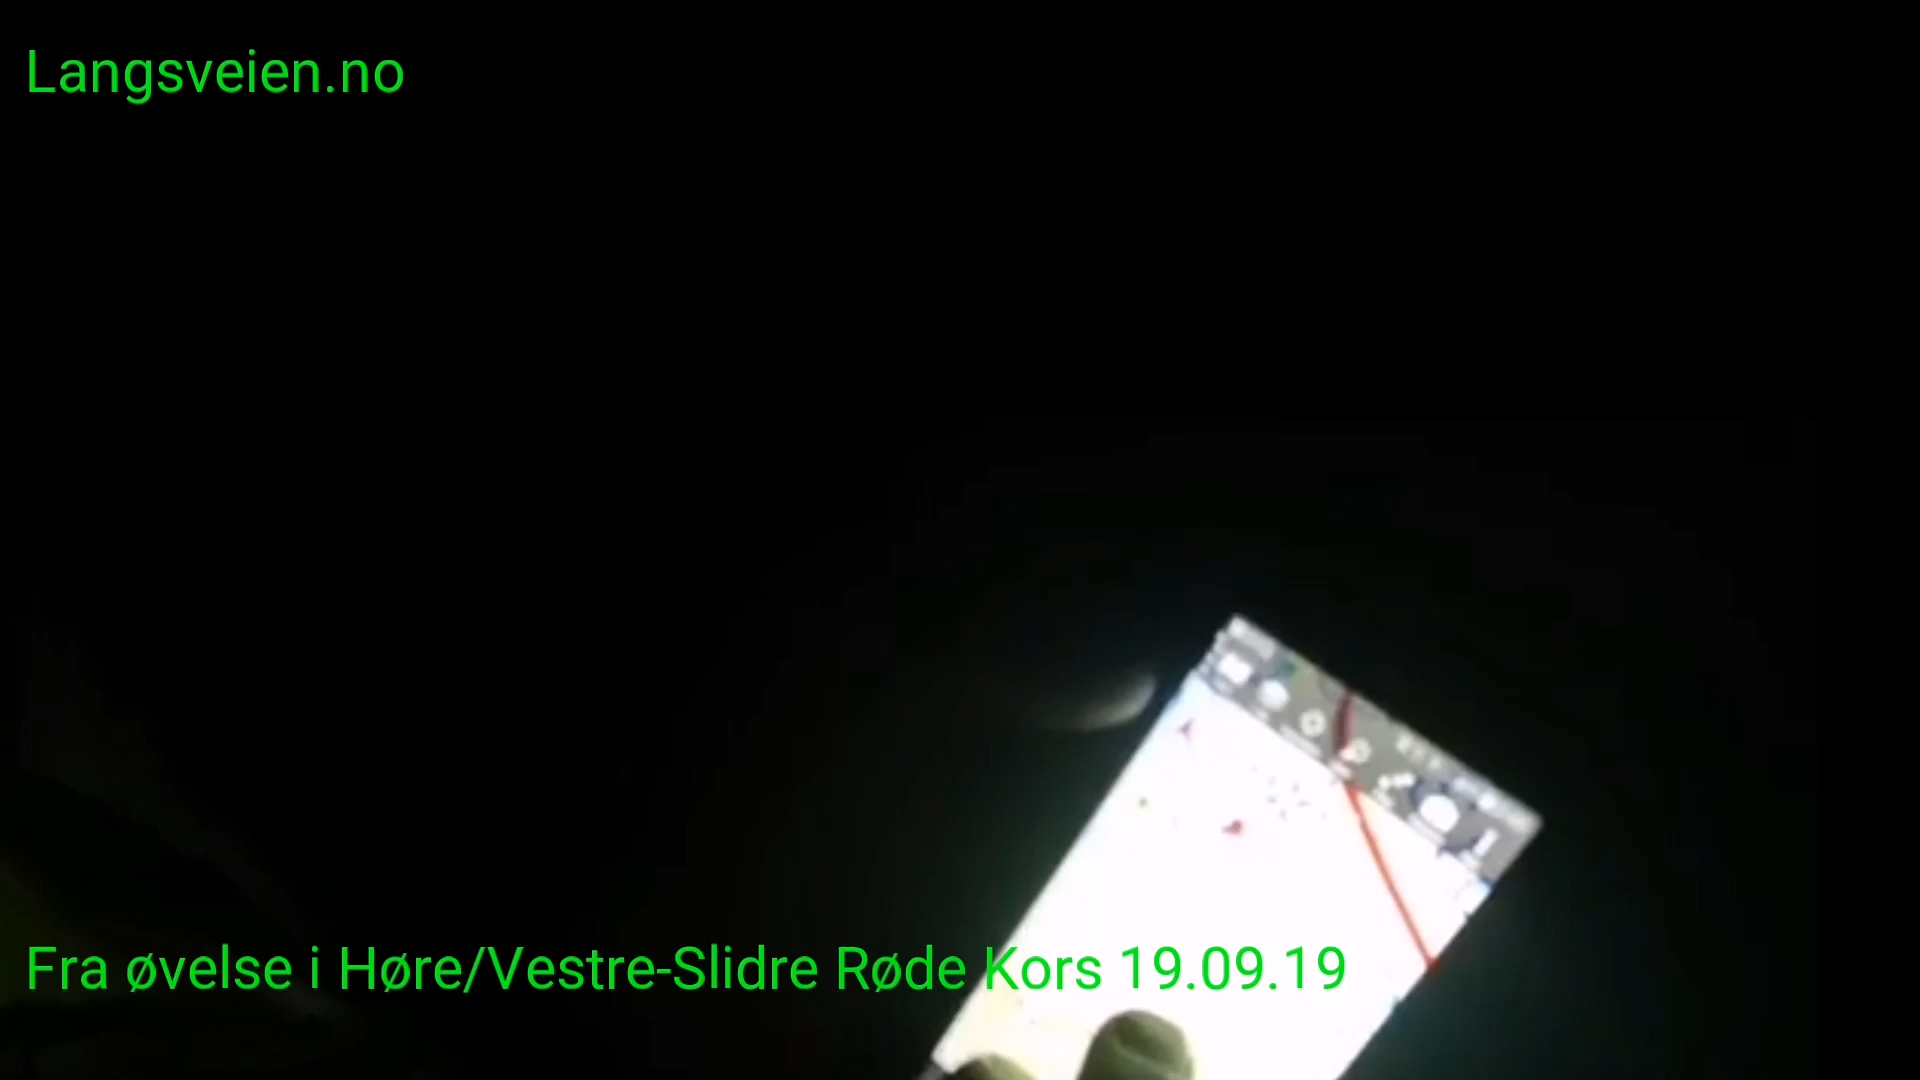 Langsveien.no
Fra øvelse i Høre/Vestre-Slidre Røde Kors 19.09.19